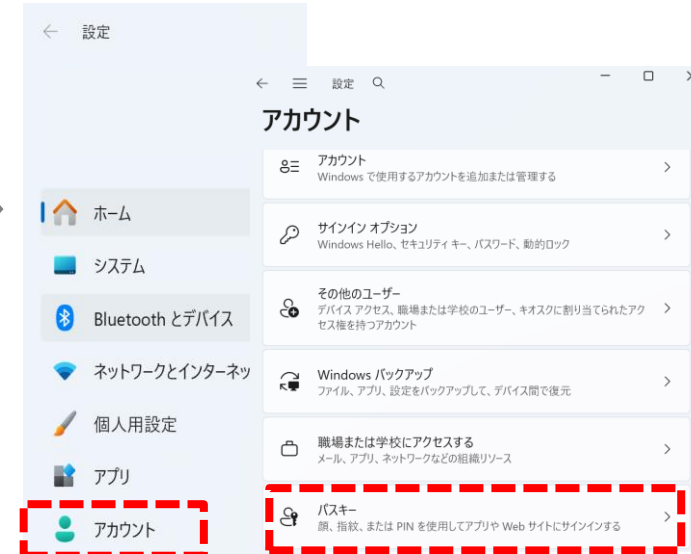 設定
ホーム
システム
Bluetooth とデバイス
ネットワークとインターネッ
個人用設定
アプリ
アカウント
設定
アカウント
アカウント
Windows で使用するアカウントを追加または管理する
サインイン オプション
Windows Hello、セキュリティ キー、パスワード、動的ロック
その他のユーザー
デバイス アクセス、職場または学校のユーザー、キオスクに割り当てられたアク
セス権を持つアカウント
Windows バックアップ
ファイル、アプリ、設定をバックアップして、デバイス間で復元
職場または学校にアクセスする
メール、アプリ、ネットワークなどの組織リソース
パスキー
顔、指紋、または PIN を使用してアプリや Web サイトにサインインする